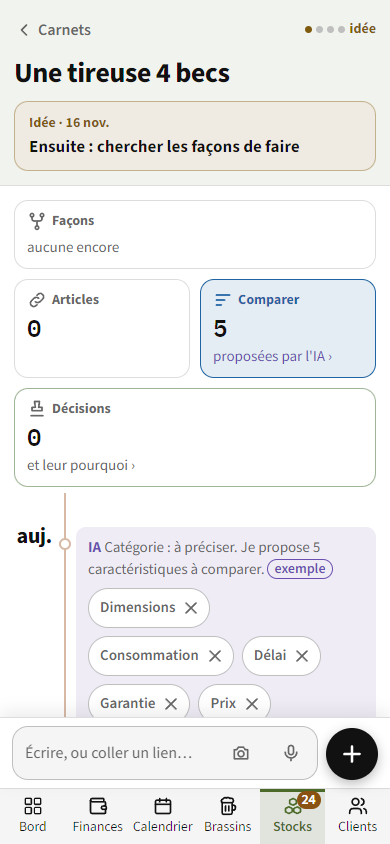 Carnets
idée
Une tireuse 4 becs
Idée · 16 nov.
Ensuite : chercher les façons de faire
Façons
aucune encore
Articles
0
Comparer
5
proposées par l'IA ›
Décisions
0
et leur pourquoi ›
auj.
IA Catégorie : à préciser. Je propose 5
caractéristiques à comparer. exemple
Dimensions
Consommation
Délai
Garantie
Prix
Écrire, ou coller un lien…
24
Bord
Finances
Calendrier
Brassins
Stocks
Clients